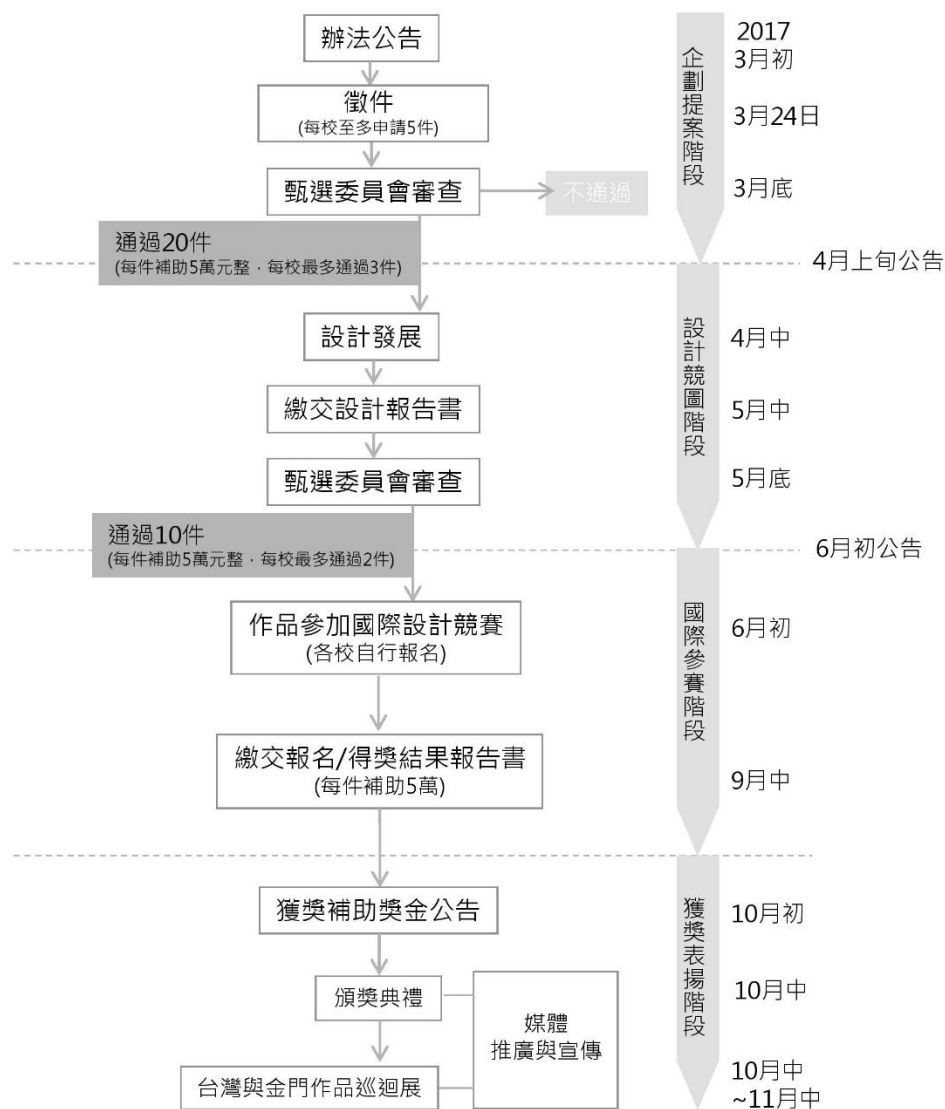 辦法公告
徵件
(每校至多申請5件)
甄選委員會審查
不通過
通過20件
(每件補助5萬元整．每校最多通過3件)
設計發展
繳交設計報告書
甄選委員會審查
通過10件
(每件補助5萬元整．每校最多通過2件)
作品參加國際設計競賽
(各校自行報名)
繳交報名/得獎結果報告書
(每件補助5萬)
獲獎補助獎金公告
頒獎典禮
台灣與金門作品巡迴展
媒體
推廣與宣傳
企劃提案階段
設計競圖階段
國際參賽階段
獲獎表揚階段
2017
3月初
3月24日
3月底
4月上旬公告
4月中
5月中
5月底
6月初公告
6月初
9月中
10月初
10月中
10月中
~11月中